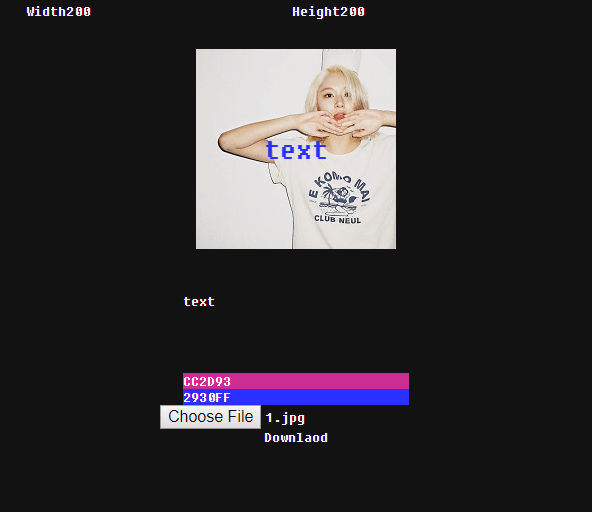 Width200 Height200
text
E KOMO MAI
CLUB NEUL
text
CC2D93
2930FF
Choose File 1.jpg
Downlaod